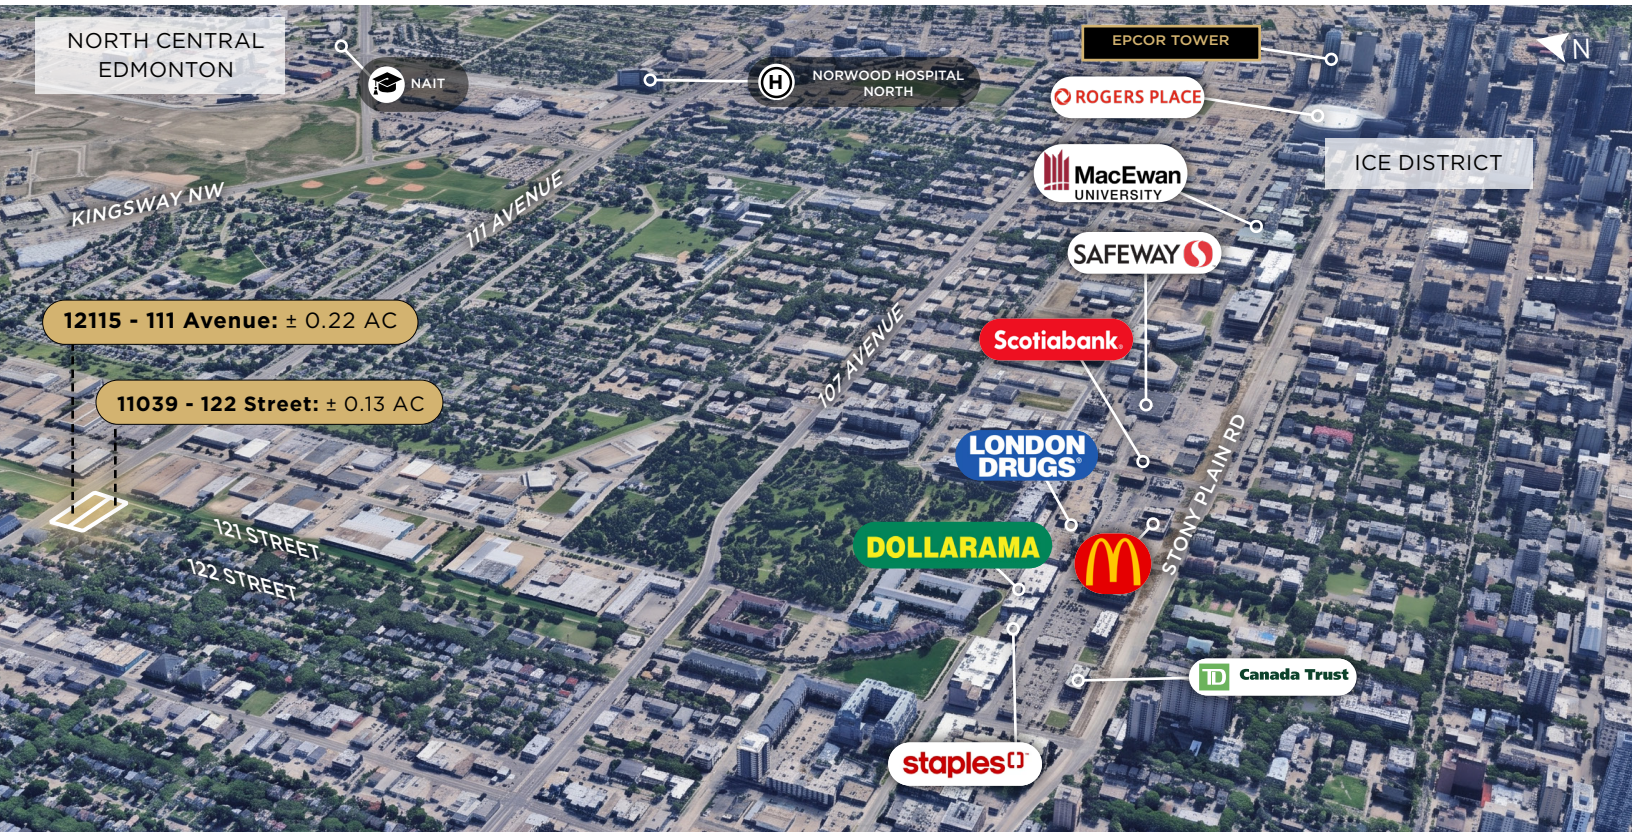 NORTH CENTRAL
EDMONTON
NAIT
H
NORWOOD HOSPITAL
NORTH
EPCOR TOWER
N
ROGERS PLACE
ICE DISTRICT
MacEwan
UNIVERSITY
KINGSWAY NW
111 AVENUE
SAFEWAY S
12115 - 111 Avenue: ± 0.22 AC
107 AVENUE
Scotiabank
11039 - 122 Street: ± 0.13 AC
LONDON
DRUGS
STONY PLAIN RD
121 STREET
122 STREET
DOLLARAMA
M
TD Canada Trust
staples